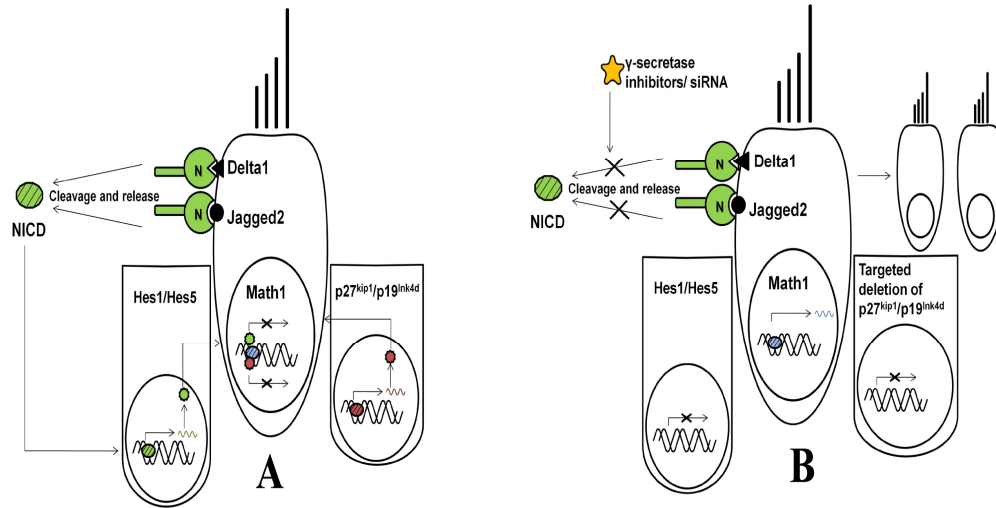 N
Delta1
Cleavage and release
N
Jagged2
NICD
Hes1/Hes5
Math1
p27kip1/p19Ink4d
A
γ-secretase
inhibitors/ siRNA
N
Delta1
Cleavage and release
N
Jagged2
NICD
Hes1/Hes5
Math1
Targeted
deletion of
p27kip1/p19Ink4d
B